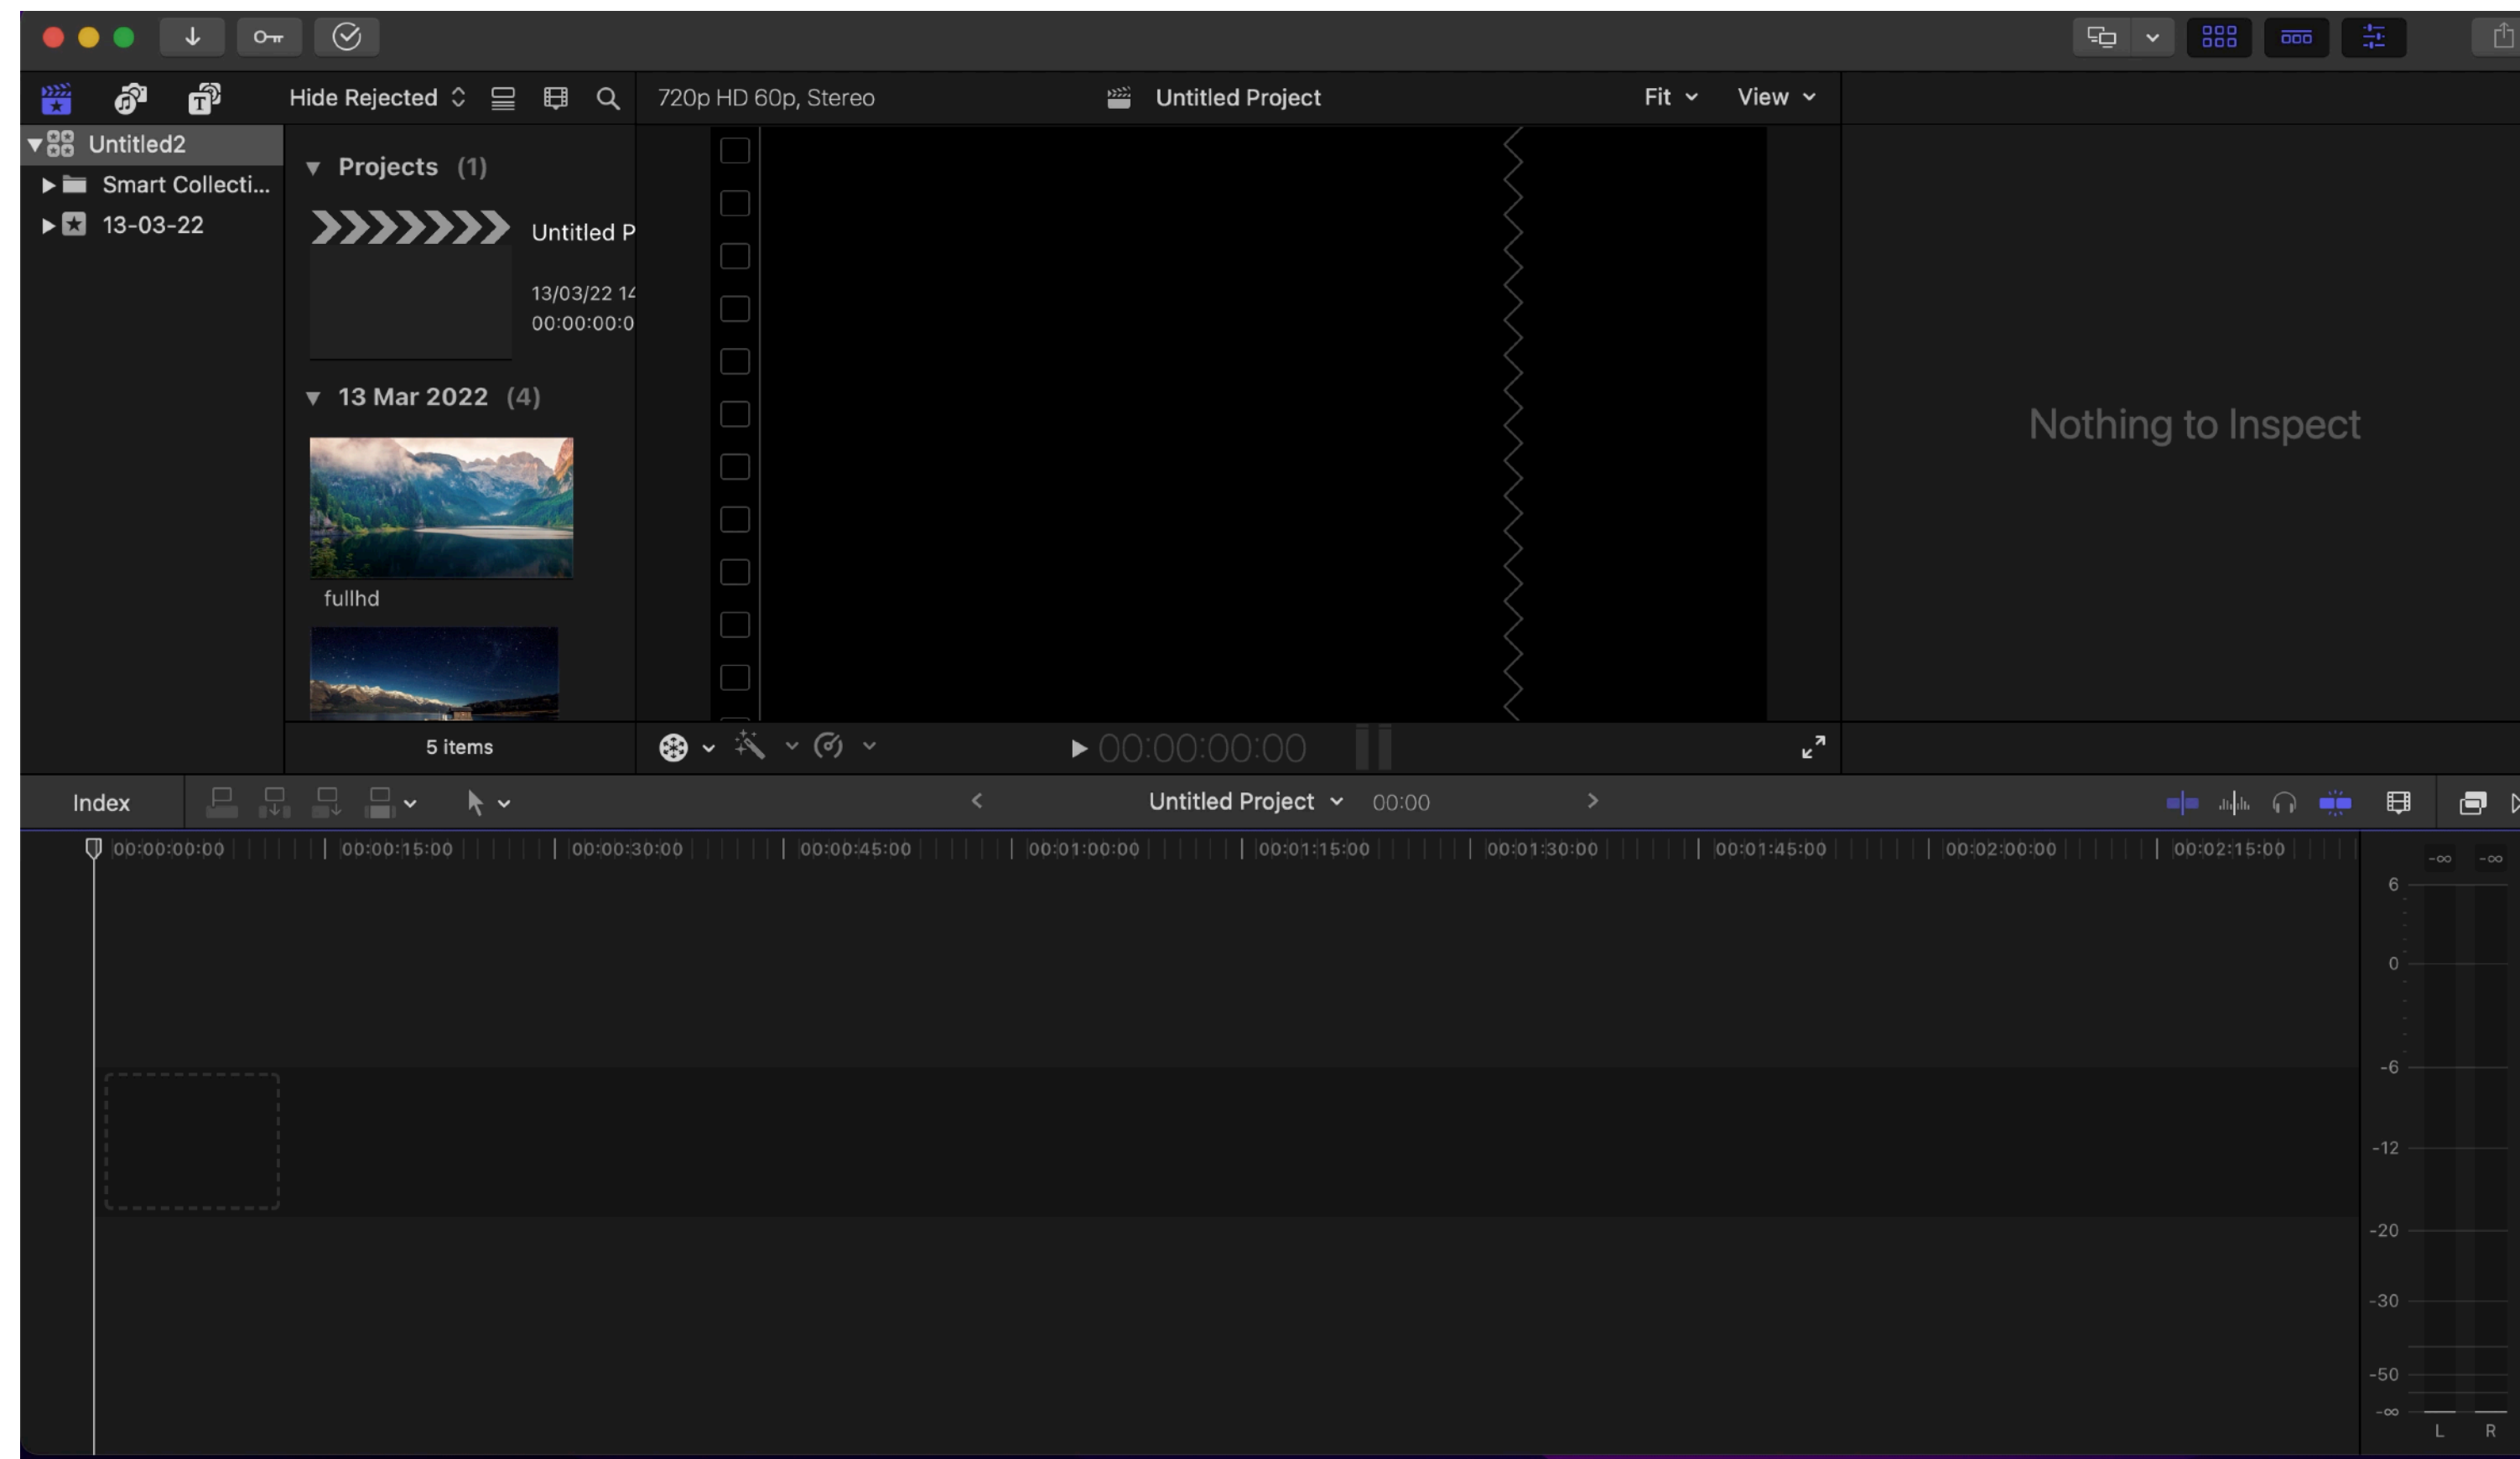 Hide Rejected
720p HD 60p, Stereo
Untitled Project
Fit
View
Untitled2
Smart Collecti...
13-03-22
Projects (1)
Untitled P
13/03/22 14
00:00:00:0
13 Mar 2022 (4)
fullhd
5 items
00:00:00:00
Nothing to Inspect
Index
Untitled Project
00:00
00:00:00:00
00:00:15:00
00:00:30:00
00:00:45:00
00:01:00:00
00:01:15:00
00:01:30:00
00:01:45:00
00:02:00:00
00:02:15:00
-∞ -∞
6
0
-6
-12
-20
-30
-50
-∞
L R